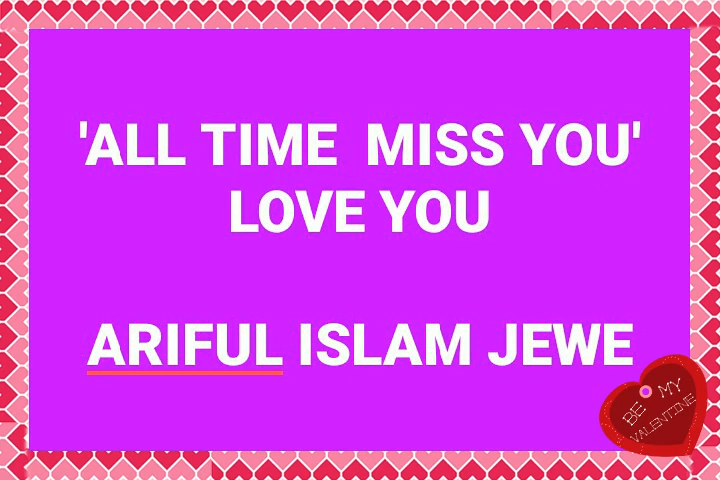 'ALL TIME  MISS YOU'
LOVE YOU
ARIFUL ISLAM JEWE
BE MY
VALENTINE